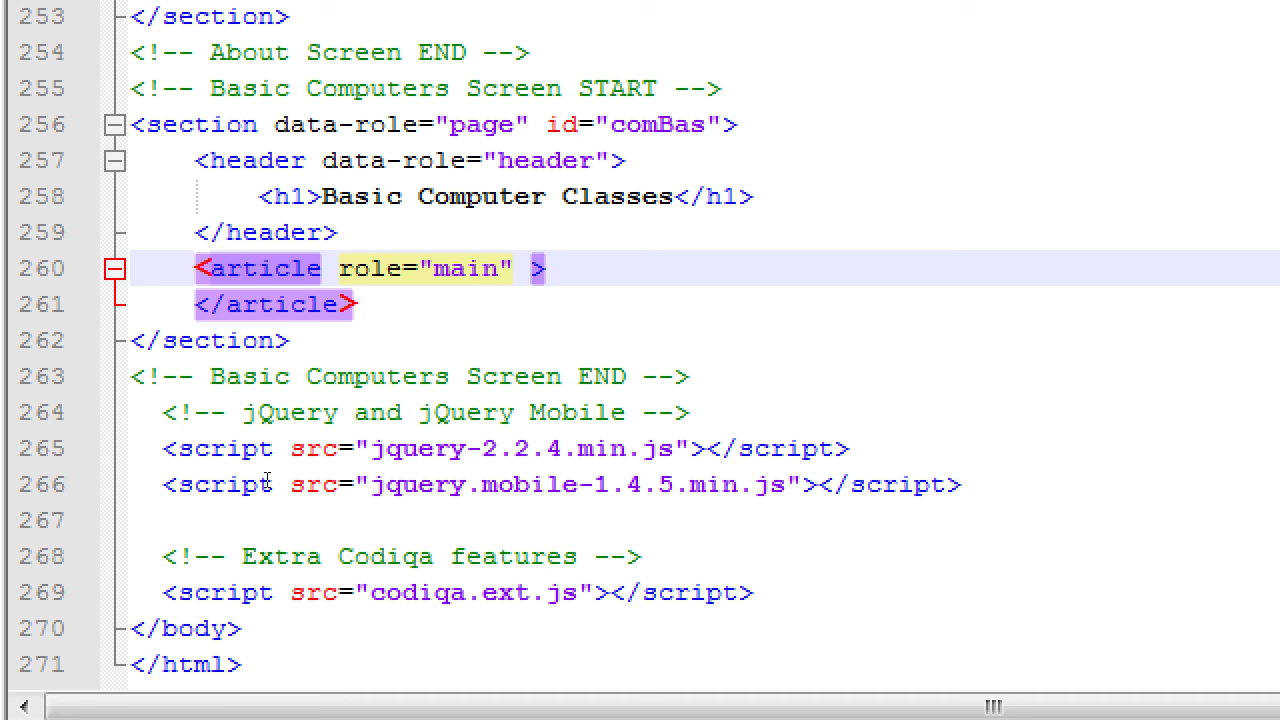 253 </section>
254 <!-- About Screen END -->
255 <!-- Basic Computers Screen START -->
256 <section data-role="page" id="comBas">
257     <header data-role="header">
258         <h1>Basic Computer Classes</h1>
259     </header>
260     <article role="main" >
261     </article>
262 </section>
263 <!-- Basic Computers Screen END -->
264   <!-- jQuery and jQuery Mobile -->
265   <script src="jquery-2.2.4.min.js"></script>
266   <script src="jquery.mobile-1.4.5.min.js"></script>
267
268   <!-- Extra Codiqa features -->
269   <script src="codiqa.ext.js"></script>
270 </body>
271 </html>